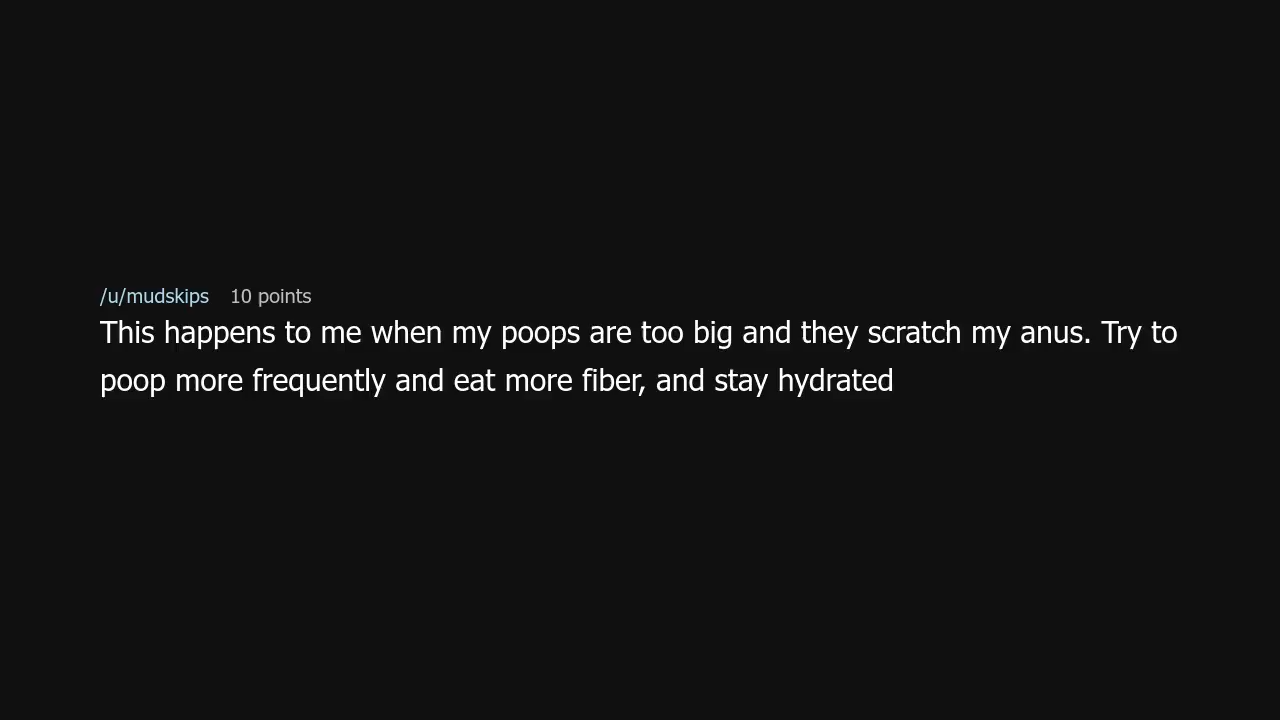 /u/mudskips 10 points
This happens to me when my poops are too big and they scratch my anus. Try to
poop more frequently and eat more fiber, and stay hydrated